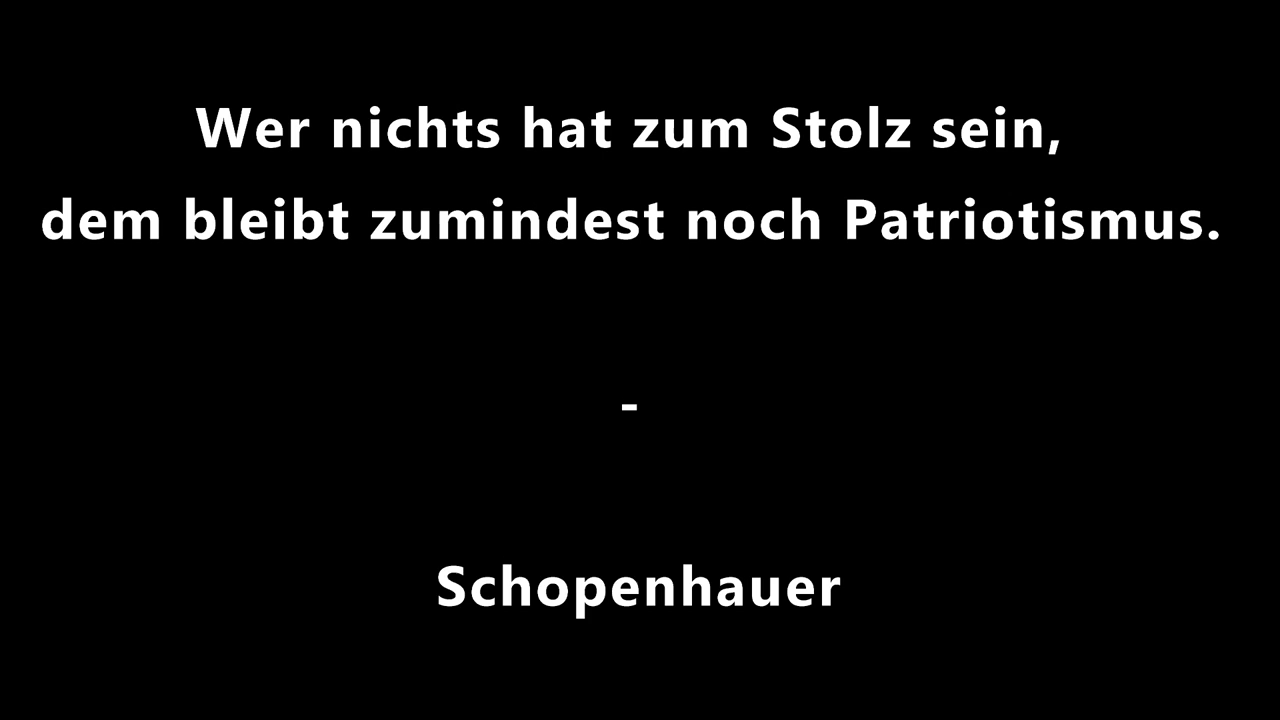 Wer nichts hat zum Stolz sein,
dem bleibt zumindest noch Patriotismus.
-
Schopenhauer